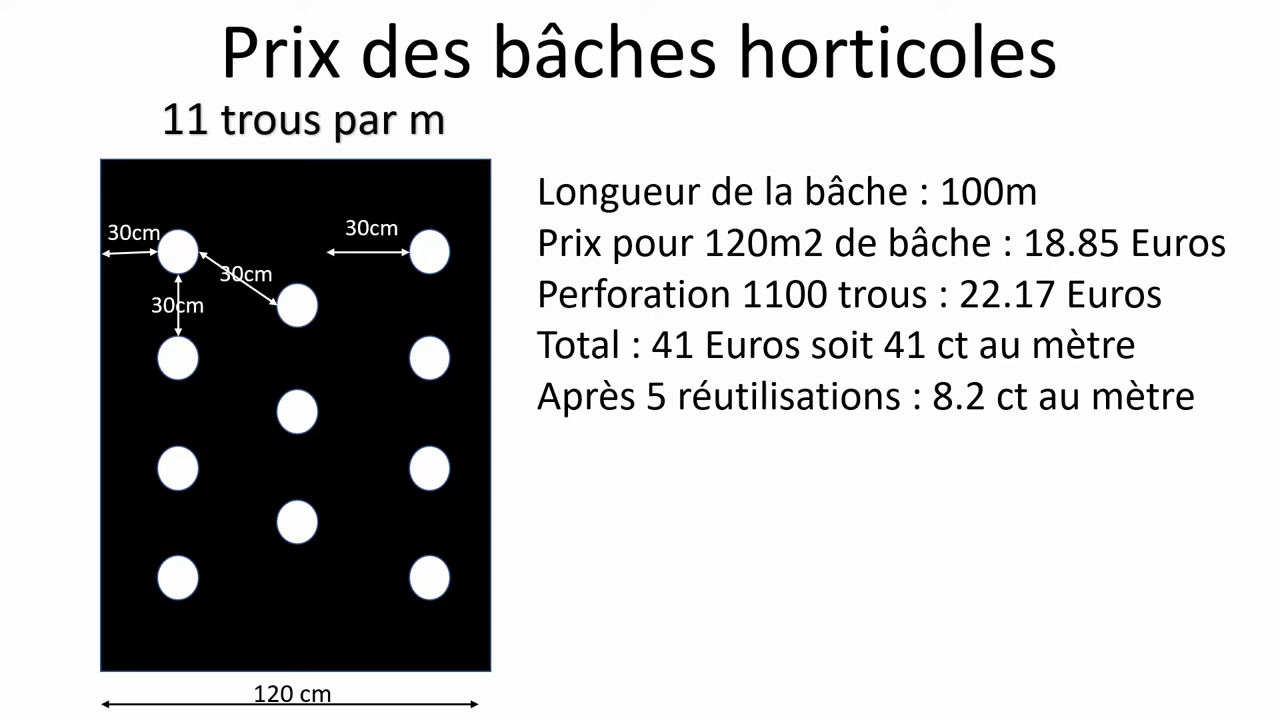 Prix des bâches horticoles
11 trous par m
30cm
30cm
30cm
30cm
120 cm
Longueur de la bâche : 100m
Prix pour 120m2 de bâche : 18.85 Euros
Perforation 1100 trous : 22.17 Euros
Total : 41 Euros soit 41 ct au mètre
Après 5 réutilisations : 8.2 ct au mètre